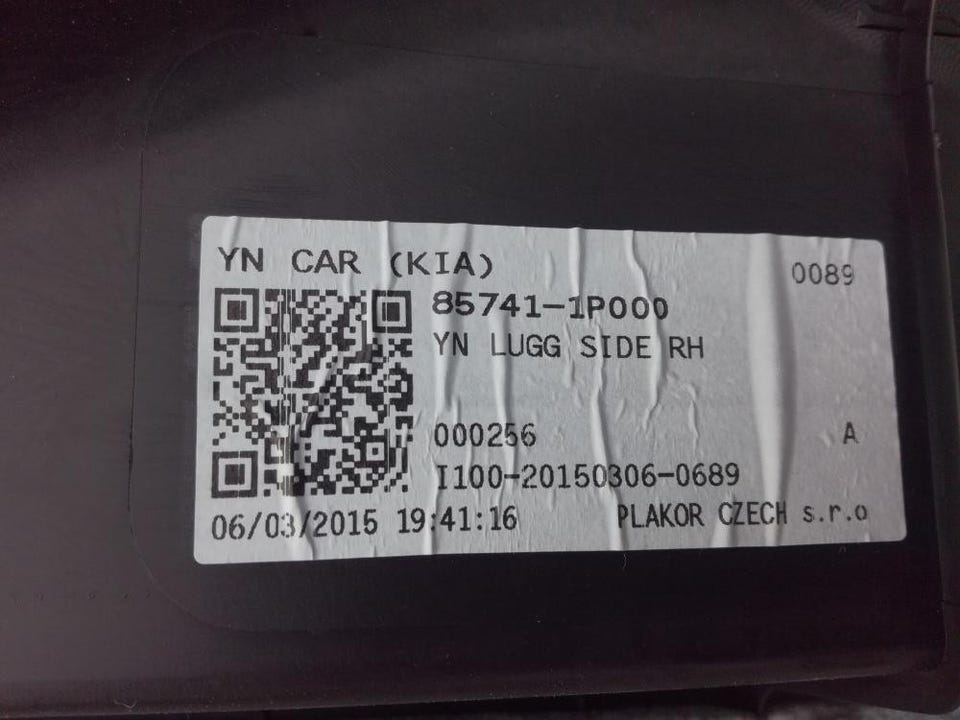 YN CAR (KIA)
0089
85741-1P000
YN LUGG SIDE RH
000256 A
I100-20150306-0689
06/03/2015 19:41:16 PLAKOR CZECH s.r.o